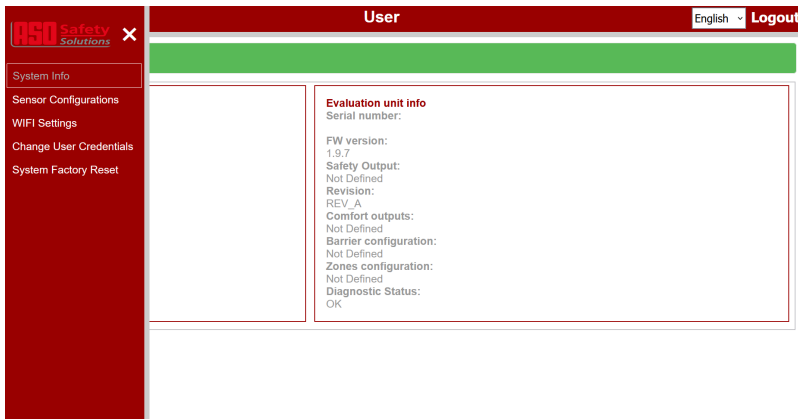 User
English
Logout
ASO Safety
Solutions
System Info
Sensor Configurations
WIFI Settings
Change User Credentials
System Factory Reset
Evaluation unit info
Serial number:
FW version:
1.9.7
Safety Output:
Not Defined
Revision:
REV_A
Comfort outputs:
Not Defined
Barrier configuration:
Not Defined
Zones configuration:
Not Defined
Diagnostic Status:
OK